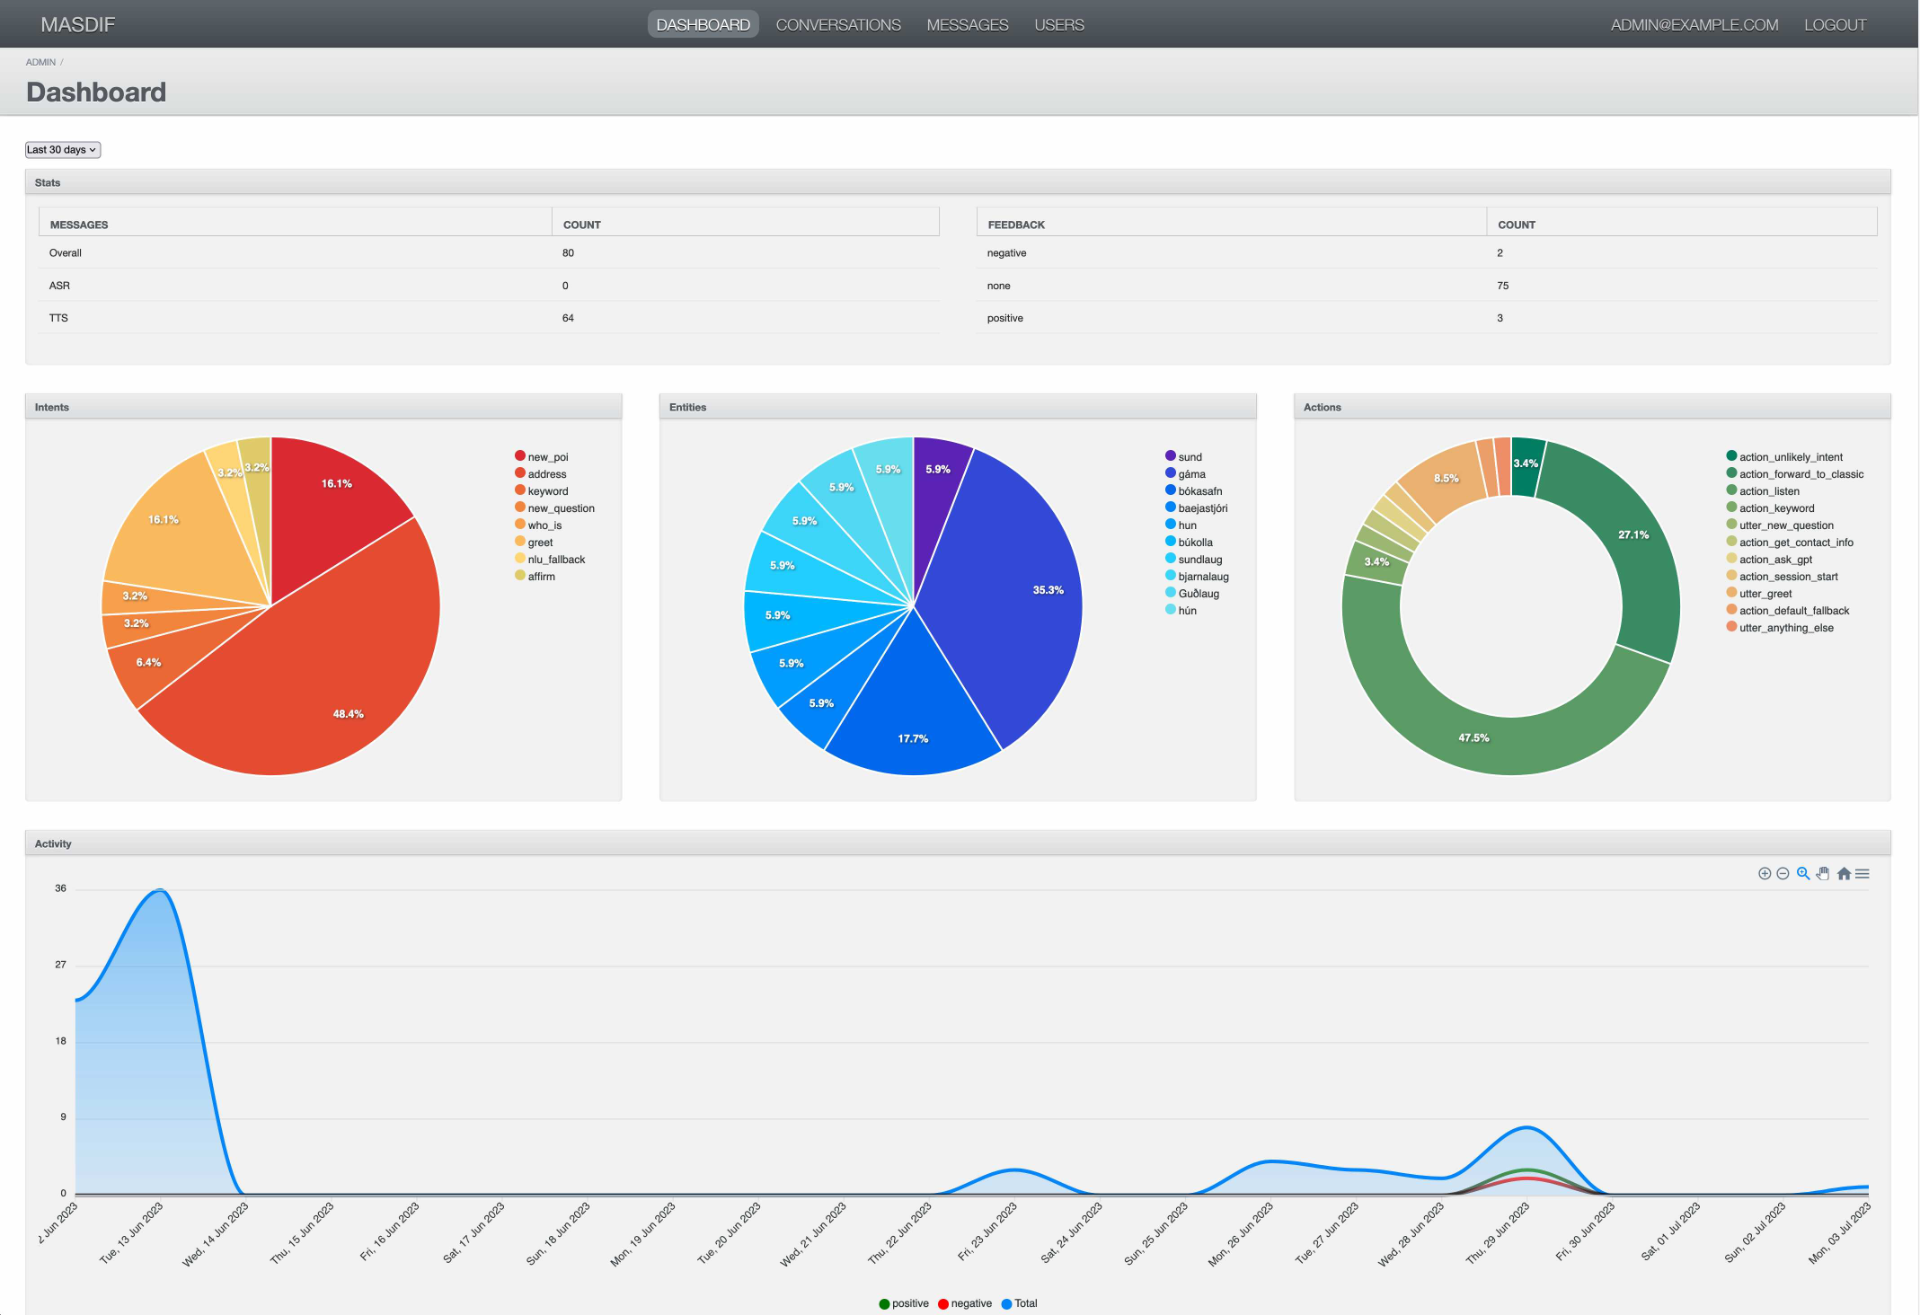 MASDIF DASHBOARD CONVERSATIONS MESSAGES USERS ADMIN@EXAMPLE.COM LOGOUT
ADMIN /
Dashboard
Last 30 days
Stats
MESSAGES COUNT
Overall 80
ASR 0
TTS 64
FEEDBACK COUNT
negative 2
none 75
positive 3
Intents
16.1%
48.4%
6.4%
3.2%
3.2%
16.1%
3.2%
3.2%
new_poi
address
keyword
new_question
who_is
greet
nlu_fallback
affirm
Entities
5.9%
35.3%
17.7%
5.9%
5.9%
5.9%
5.9%
5.9%
5.9%
5.9%
sund
gáma
bókasafn
baejastjóri
hun
búkolla
sundlaug
bjarnalaug
Guðlaug
hún
Actions
3.4%
27.1%
47.5%
3.4%
8.5%
action_unlikely_intent
action_forward_to_classic
action_listen
action_keyword
utter_new_question
action_get_contact_info
action_ask_gpt
action_session_start
utter_greet
action_default_fallback
utter_anything_else
Activity
36
27
18
9
0
2 Jun 2023
Tue, 13 Jun 2023
Wed, 14 Jun 2023
Thu, 15 Jun 2023
Fri, 16 Jun 2023
Sat, 17 Jun 2023
Sun, 18 Jun 2023
Mon, 19 Jun 2023
Tue, 20 Jun 2023
Wed, 21 Jun 2023
Thu, 22 Jun 2023
Fri, 23 Jun 2023
Sat, 24 Jun 2023
Sun, 25 Jun 2023
Mon, 26 Jun 2023
Tue, 27 Jun 2023
Wed, 28 Jun 2023
Thu, 29 Jun 2023
Fri, 30 Jun 2023
Sat, 01 Jul 2023
Sun, 02 Jul 2023
Mon, 03 Jul 2023
positive negative Total